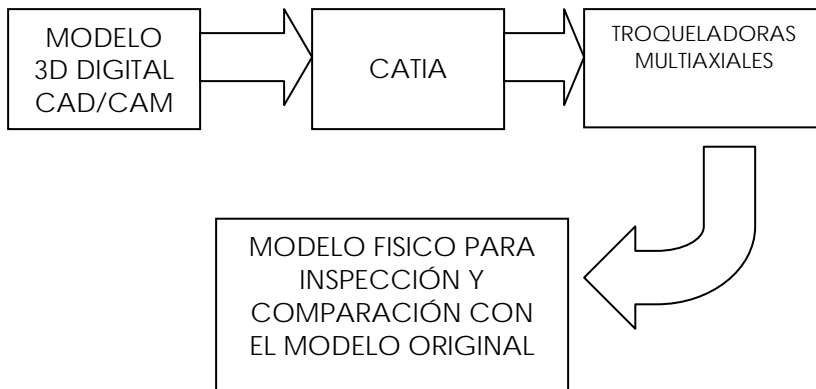 MODELO
3D DIGITAL
CAD/CAM
CATIA
TROQUELADORAS
MULTIAXIALES
MODELO FISICO PARA
INSPECCIÓN Y
COMPARACIÓN CON
EL MODELO ORIGINAL